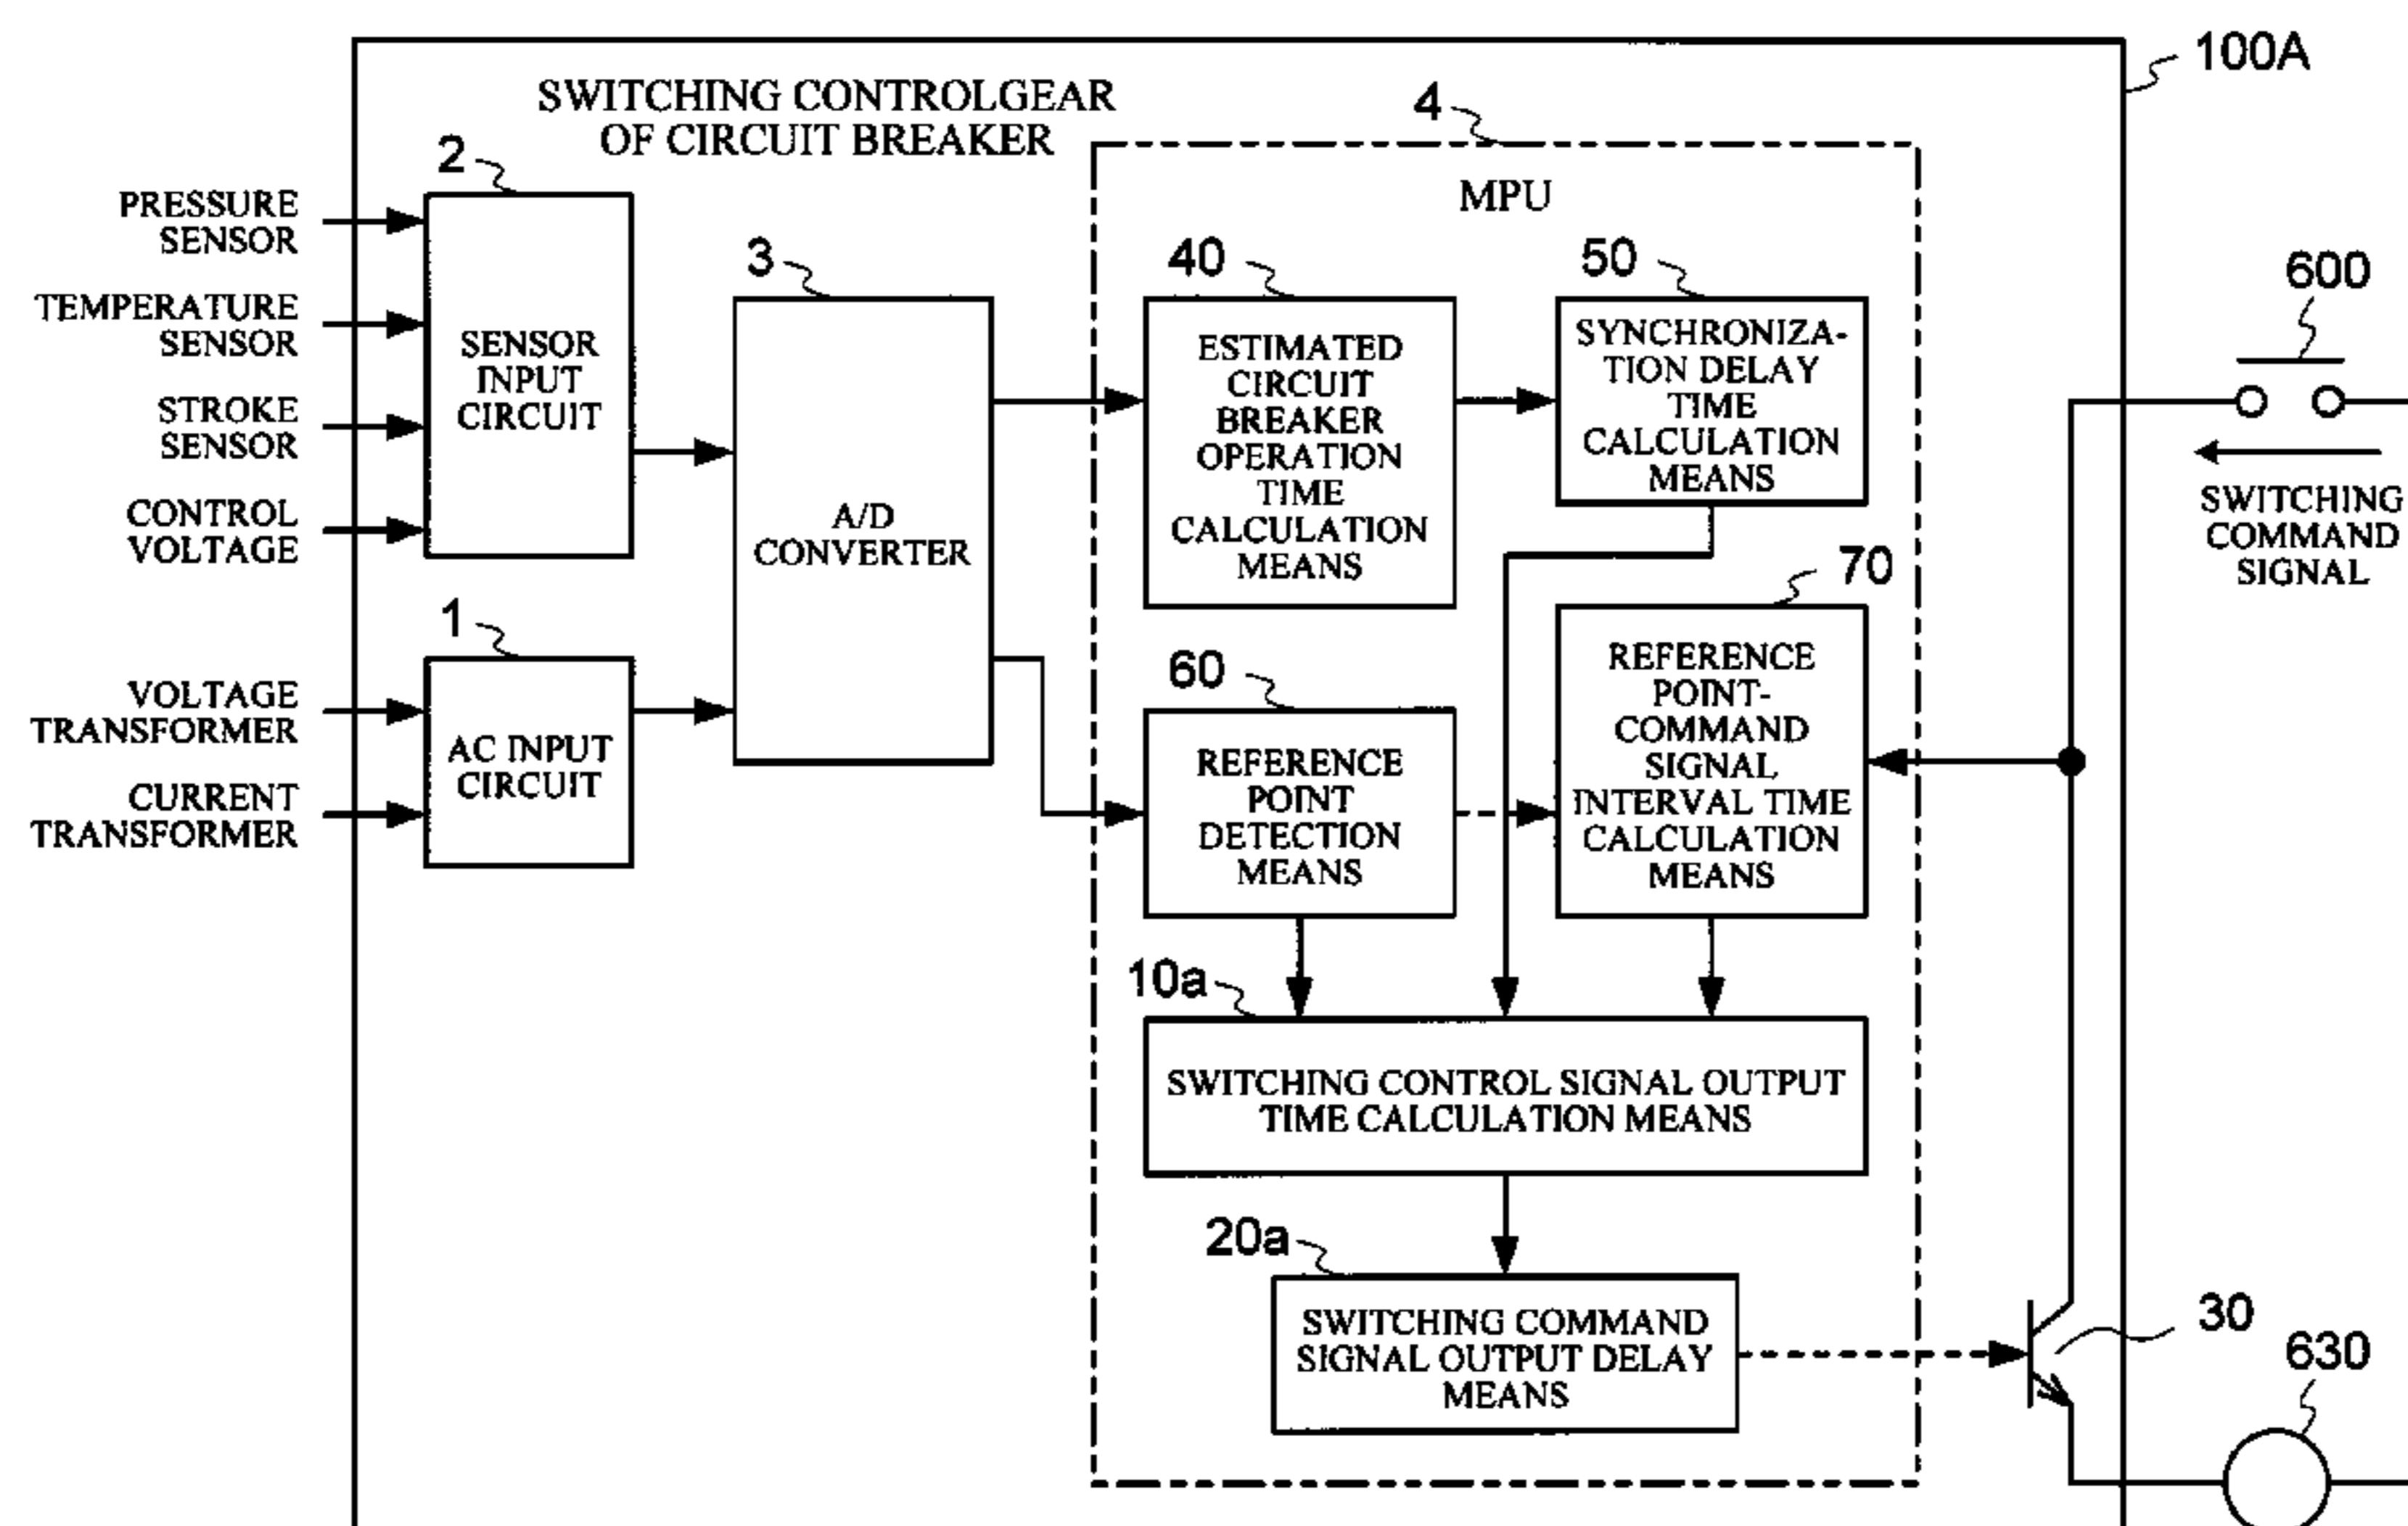 100A
SWITCHING CONTROLGEAR
OF CIRCUIT BREAKER
4
MPU
2
PRESSURE
SENSOR
TEMPERATURE
SENSOR
STROKE
SENSOR
CONTROL
VOLTAGE
SENSOR
INPUT
CIRCUIT
3
A/D
CONVERTER
40
ESTIMATED
CIRCUIT
BREAKER
OPERATION
TIME
CALCULATION
MEANS
50
SYNCHRONIZA-
TION DELAY
TIME
CALCULATION
MEANS
600
SWITCHING
COMMAND
SIGNAL
1
VOLTAGE
TRANSFORMER
CURRENT
TRANSFORMER
AC INPUT
CIRCUIT
60
REFERENCE
POINT
DETECTION
MEANS
70
REFERENCE
POINT-
COMMAND
SIGNAL
INTERVAL TIME
CALCULATION
MEANS
10a
SWITCHING CONTROL SIGNAL OUTPUT
TIME CALCULATION MEANS
20a
SWITCHING COMMAND
SIGNAL OUTPUT DELAY
MEANS
30
630